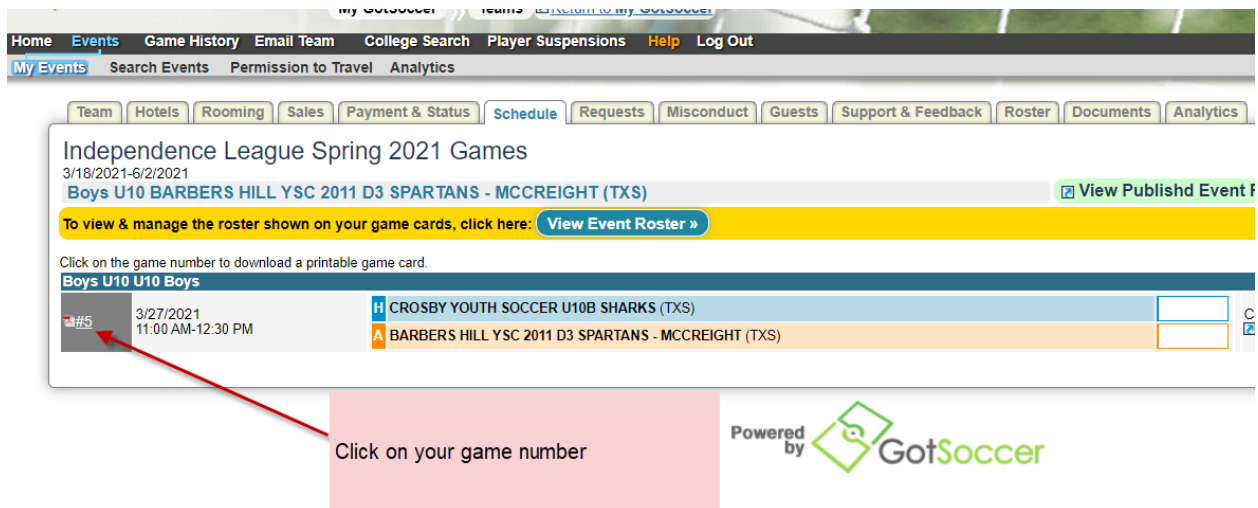 My GotSoccer Teams Return to My GotSoccer
Home Events Game History Email Team College Search Player Suspensions Help Log Out
My Events Search Events Permission to Travel Analytics
Team Hotels Rooming Sales Payment & Status Schedule Requests Misconduct Guests Support & Feedback Roster Documents Analytics
Independence League Spring 2021 Games
3/18/2021-6/2/2021
Boys U10 BARBERS HILL YSC 2011 D3 SPARTANS - MCCREIGHT (TXS) View Publishd Event
To view & manage the roster shown on your game cards, click here: View Event Roster »
Click on the game number to download a printable game card.
Boys U10 U10 Boys
#5 3/27/2021
11:00 AM-12:30 PM
H CROSBY YOUTH SOCCER U10B SHARKS (TXS)
A BARBERS HILL YSC 2011 D3 SPARTANS - MCCREIGHT (TXS)
Click on your game number
Powered
by GotSoccer